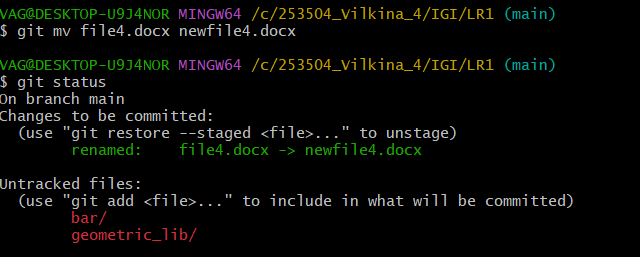 VAG@DESKTOP-U9J4NOR MINGW64 /c/253504_Vilkina_4/IGI/LR1 (main)
$ git mv file4.docx newfile4.docx

VAG@DESKTOP-U9J4NOR MINGW64 /c/253504_Vilkina_4/IGI/LR1 (main)
$ git status
On branch main
Changes to be committed:
  (use "git restore --staged <file>..." to unstage)
        renamed:    file4.docx -> newfile4.docx

Untracked files:
  (use "git add <file>..." to include in what will be committed)
        bar/
        geometric_lib/